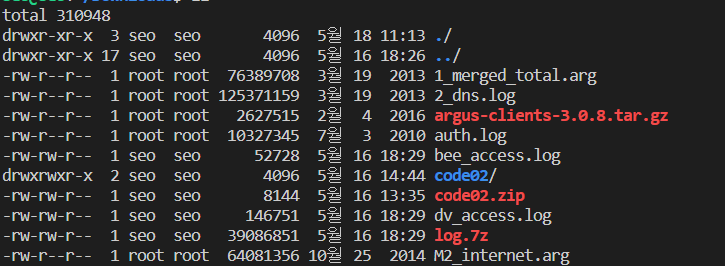 total 310948
drwxr-xr-x  3 seo  seo       4096  5월 18 11:13 ./
drwxr-xr-x 17 seo  seo       4096  5월 16 18:26 ../
-rw-r--r--  1 root root  76389708  3월 19  2013 1_merged_total.arg
-rw-r--r--  1 root root 125371159  3월 19  2013 2_dns.log
-rw-r--r--  1 root root   2627515  2월  4  2016 argus-clients-3.0.8.tar.gz
-rw-r--r--  1 root root  10327345  7월  3  2010 auth.log
-rw-rw-r--  1 seo  seo      52728  5월 16 18:29 bee_access.log
drwxrwxr-x  2 seo  seo       4096  5월 16 14:44 code02/
-rw-rw-r--  1 seo  seo       8144  5월 16 13:35 code02.zip
-rw-rw-r--  1 seo  seo     146751  5월 16 18:29 dv_access.log
-rw-rw-r--  1 seo  seo   39086851  5월 16 18:29 log.7z
-rw-r--r--  1 root root  64081356 10월 25  2014 M2_internet.arg